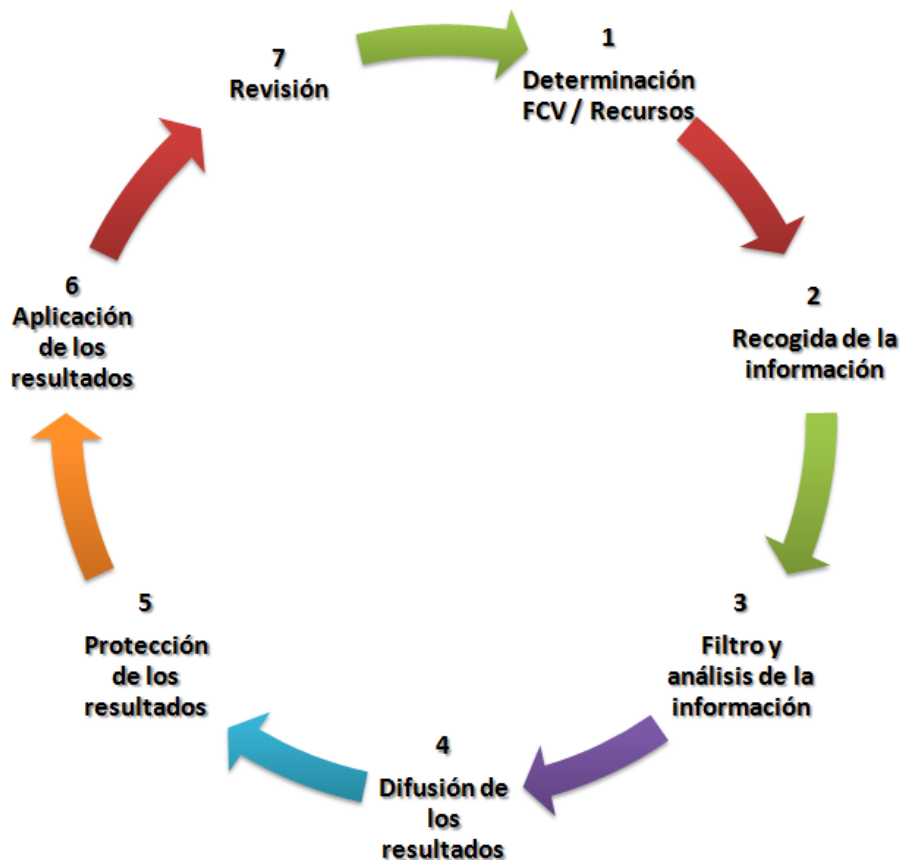 1
Determinación
FCV / Recursos
2
Recogida de la
información
3
Filtro y
análisis de la
información
4
Difusión de
los
resultados
5
Protección
de los
resultados
6
Aplicación
de los
resultados
7
Revisión